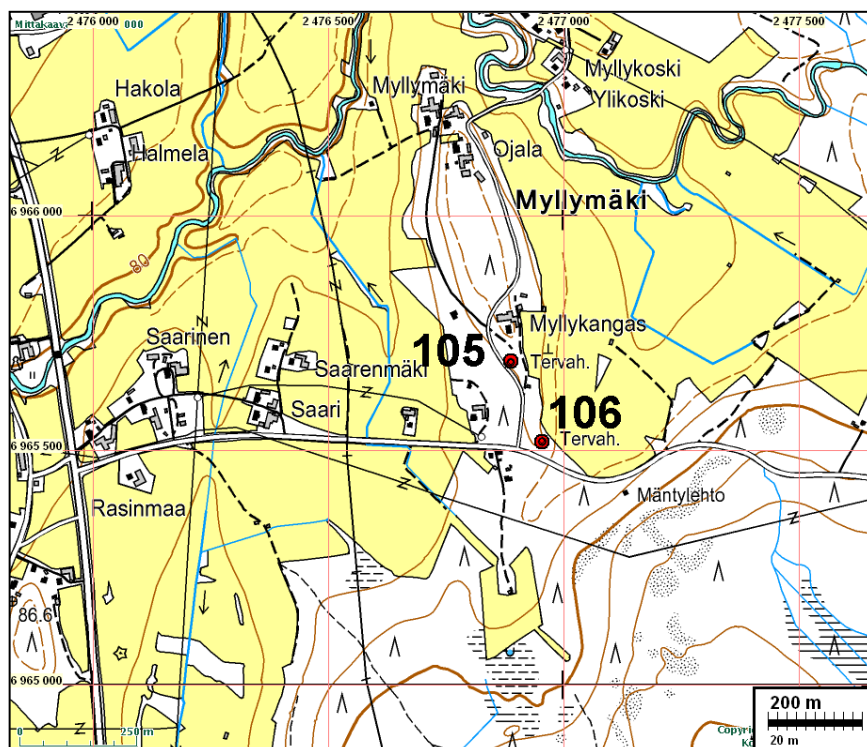 Mittakaava
000
2 476 000
2 476 500
2 477 000
2 477 500
Hakola
Myllymäki
Myllykoski
Ylikoski
Halmela
Ojala
Myllymäki
6 966 000
80
Saarinen
Myllykangas
105
Tervah.
Saarenmäki
Saari
106
Tervah.
6 965 500
Rasinmaa
Mäntylehto
86.6
6 965 000
200 m
20 m
0
250 m